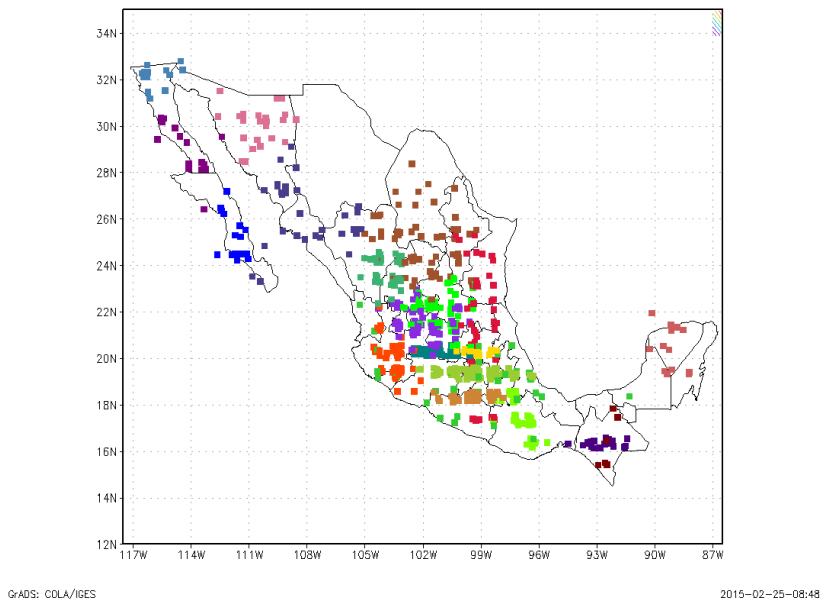 34N
32N
30N
28N
26N
24N
22N
20N
18N
16N
14N
12N
117W 114W 111W 108W 105W 102W 99W 96W 93W 90W 87W
GrADS: COLA/IGES 2015-02-25-08:48